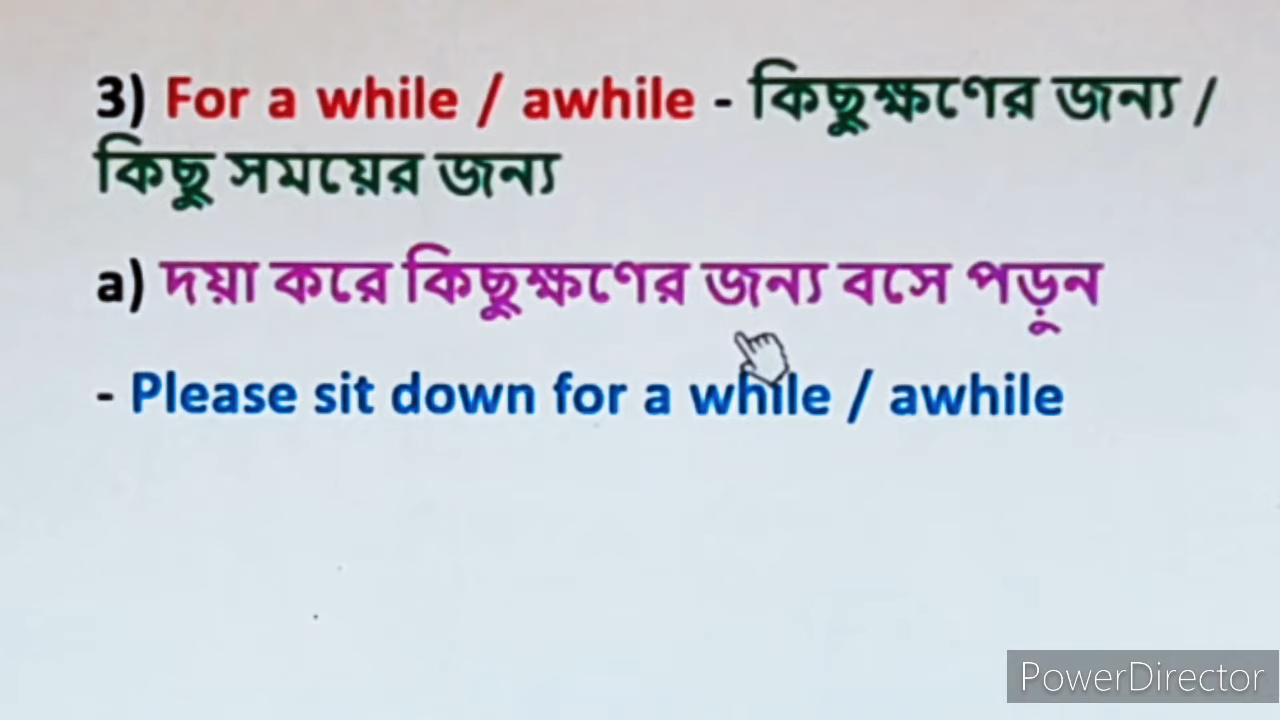 3) For a while / awhile - কিছুক্ষণের জন্য /
কিছু সময়ের জন্য
a) দয়া করে কিছুক্ষণের জন্য বসে পড়ুন
- Please sit down for a while / awhile
PowerDirector